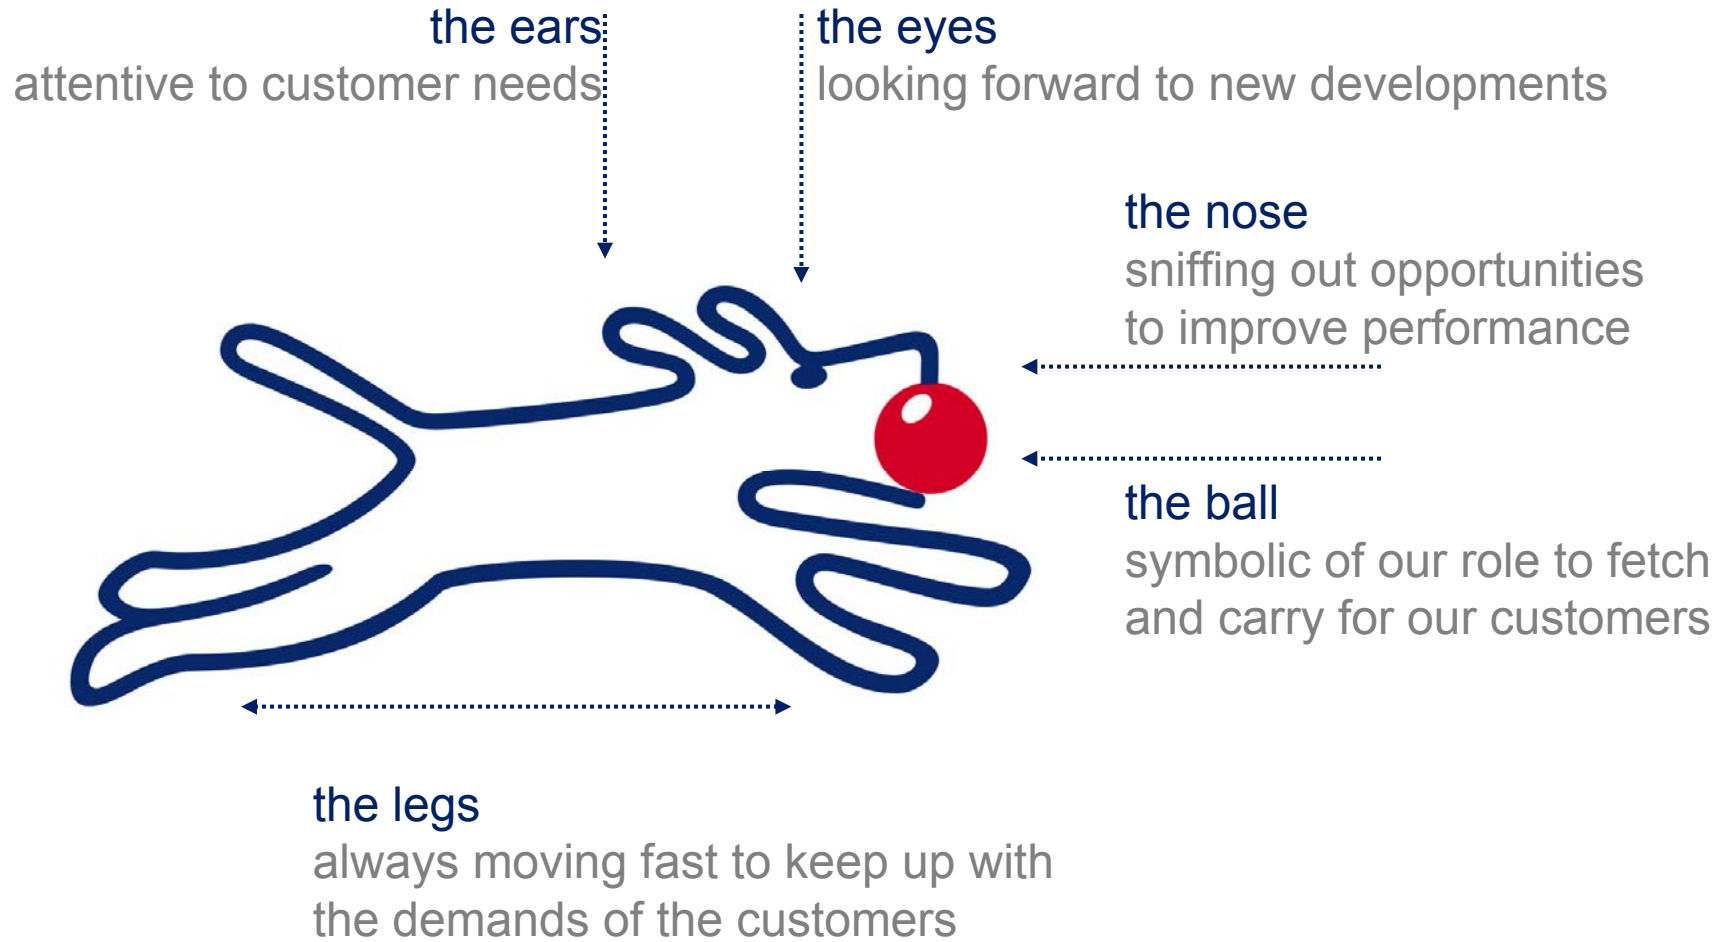 the ears
attentive to customer needs
the eyes
looking forward to new developments
the nose
sniffing out opportunities
to improve performance
the ball
symbolic of our role to fetch
and carry for our customers
the legs
always moving fast to keep up with
the demands of the customers